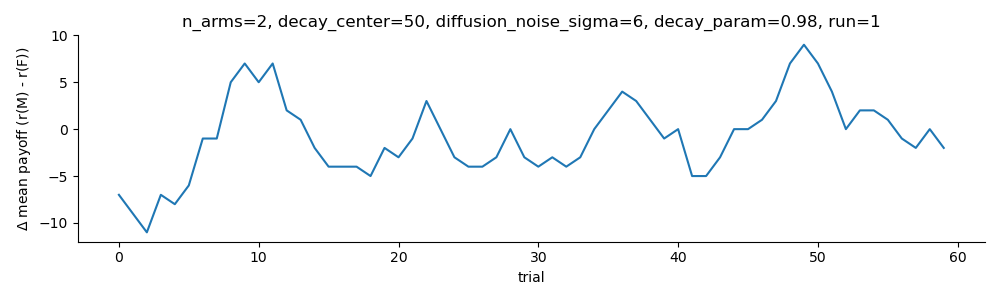 n_arms=2, decay_center=50, diffusion_noise_sigma=6, decay_param=0.98, run=1
Δ mean payoff (r(M) - r(F))
10
5
0
−5
−10
0 10 20 30 40 50 60
trial